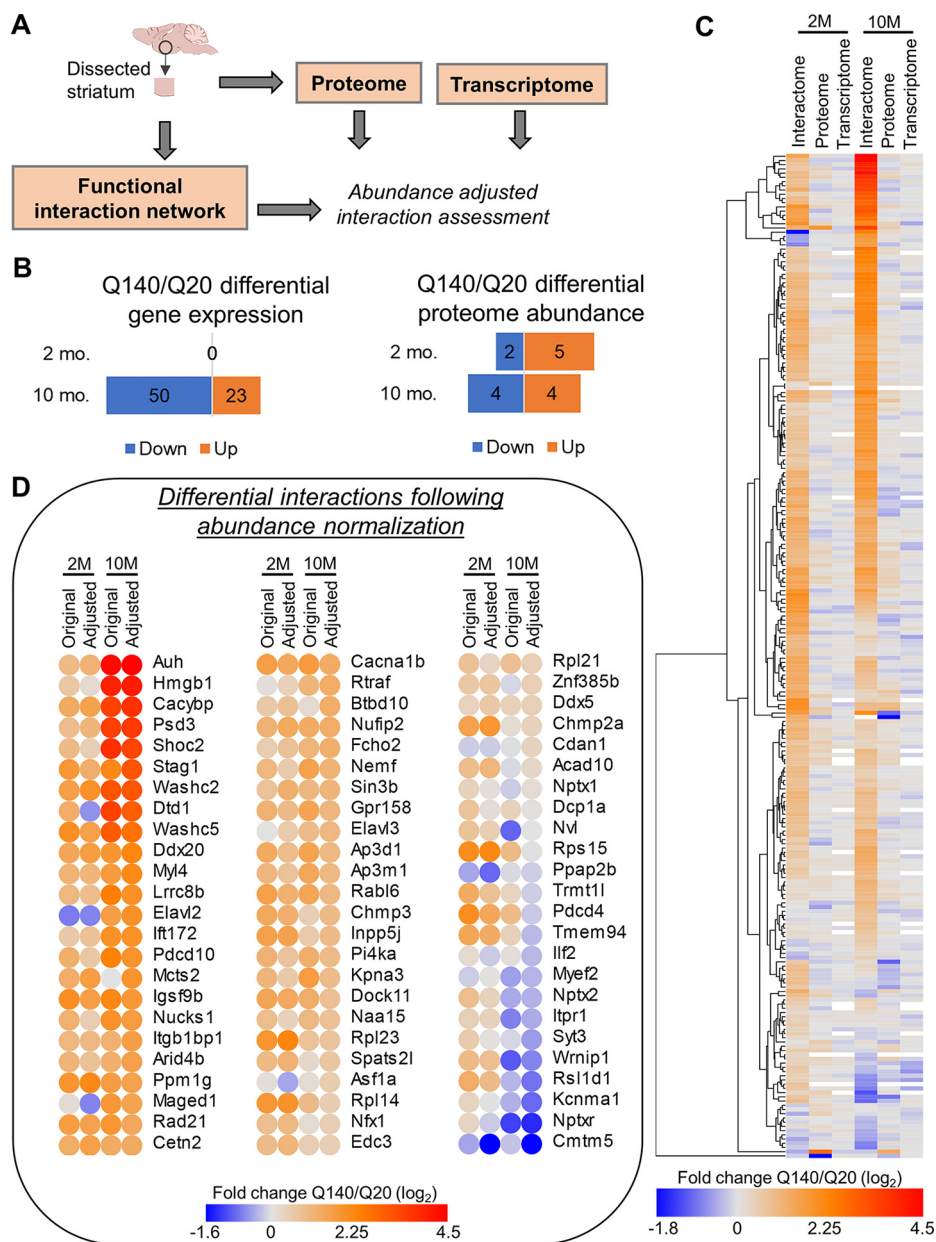 A
Dissected
striatum
Proteome
Transcriptome
Functional
interaction network
Abundance adjusted
interaction assessment
B
Q140/Q20 differential
gene expression
2 mo.
0
10 mo.
50
23
Down
Up
Q140/Q20 differential
proteome abundance
2 mo.
2
5
10 mo.
4
4
Down
Up
C
2M
10M
Interactome
Proteome
Transcriptome
Interactome
Proteome
Transcriptome
Fold change Q140/Q20 (log2)
-1.8
0
2.25
4.5
D
Differential interactions following
abundance normalization
2M
10M
Original
Adjusted
Original
Adjusted
Auh
Hmgb1
Cacybp
Psd3
Shoc2
Stag1
Washc2
Dtd1
Washc5
Ddx20
Myl4
Lrrc8b
Elavl2
Ift172
Pdcd10
Mcts2
Igsf9b
Nucks1
Itgb1bp1
Arid4b
Ppm1g
Maged1
Rad21
Cetn2
2M
10M
Original
Adjusted
Original
Adjusted
Cacna1b
Rtraf
Btbd10
Nufip2
Fcho2
Nemf
Sin3b
Gpr158
Elavl3
Ap3d1
Ap3m1
Rabl6
Chmp3
Inpp5j
Pi4ka
Kpna3
Dock11
Naa15
Rpl23
Spats2l
Asf1a
Rpl14
Nfx1
Edc3
2M
10M
Original
Adjusted
Original
Adjusted
Rpl21
Znf385b
Ddx5
Chmp2a
Cdan1
Acad10
Nptx1
Dcp1a
Nvl
Rps15
Ppap2b
Trmt1l
Pdcd4
Tmem94
Ilf2
Myef2
Nptx2
Itpr1
Syt3
Wrnip1
Rsl1d1
Kcnma1
Nptxr
Cmtm5
Fold change Q140/Q20 (log2)
-1.6
0
2.25
4.5